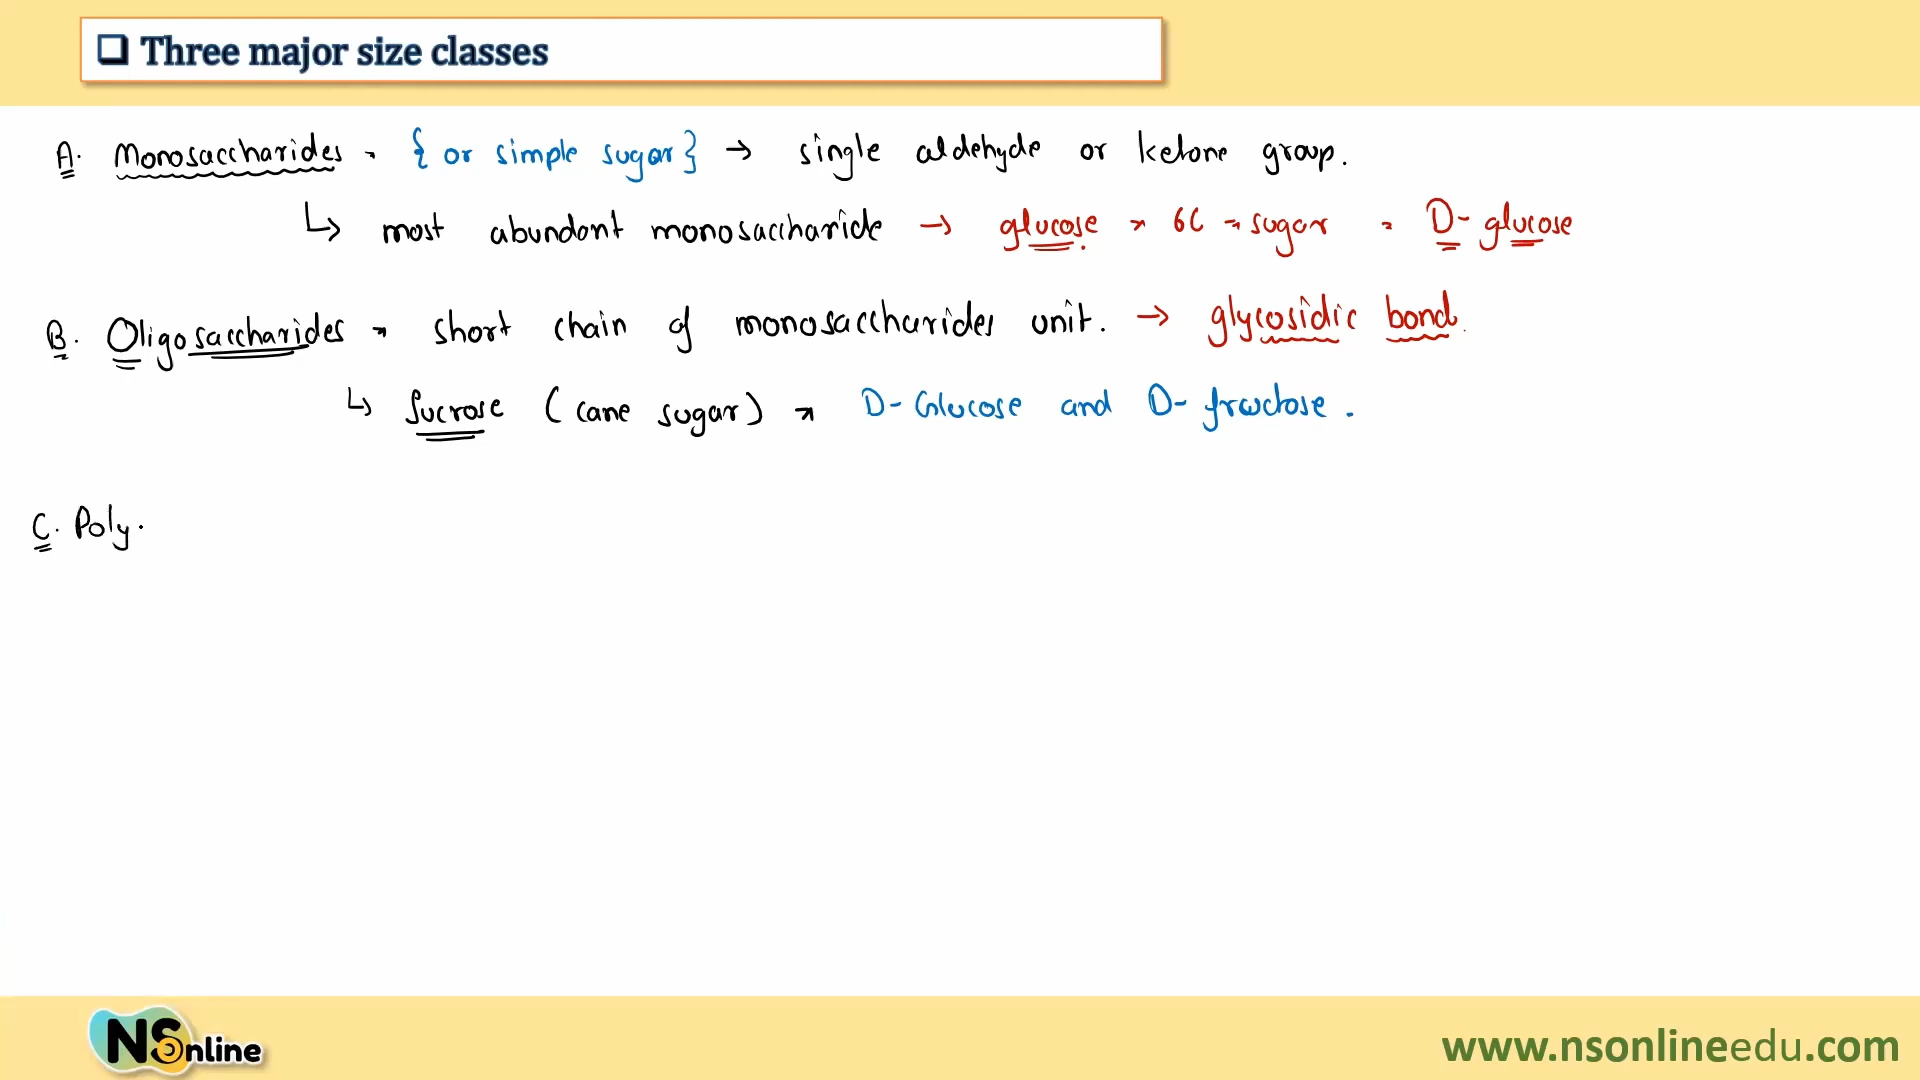 ❑ Three major size classes
A. Monosaccharides - {or simple sugar} → single aldehyde or ketone group.
↳ most abundant monosaccharide → glucose → 6C → sugar - D-glucose
B. Oligosaccharides → short chain of monosaccharides unit. → glycosidic bond.
↳ Sucrose (cane sugar) → D-Glucose and D-fructose.
C. Poly.
NS Online
www.nsonlineedu.com